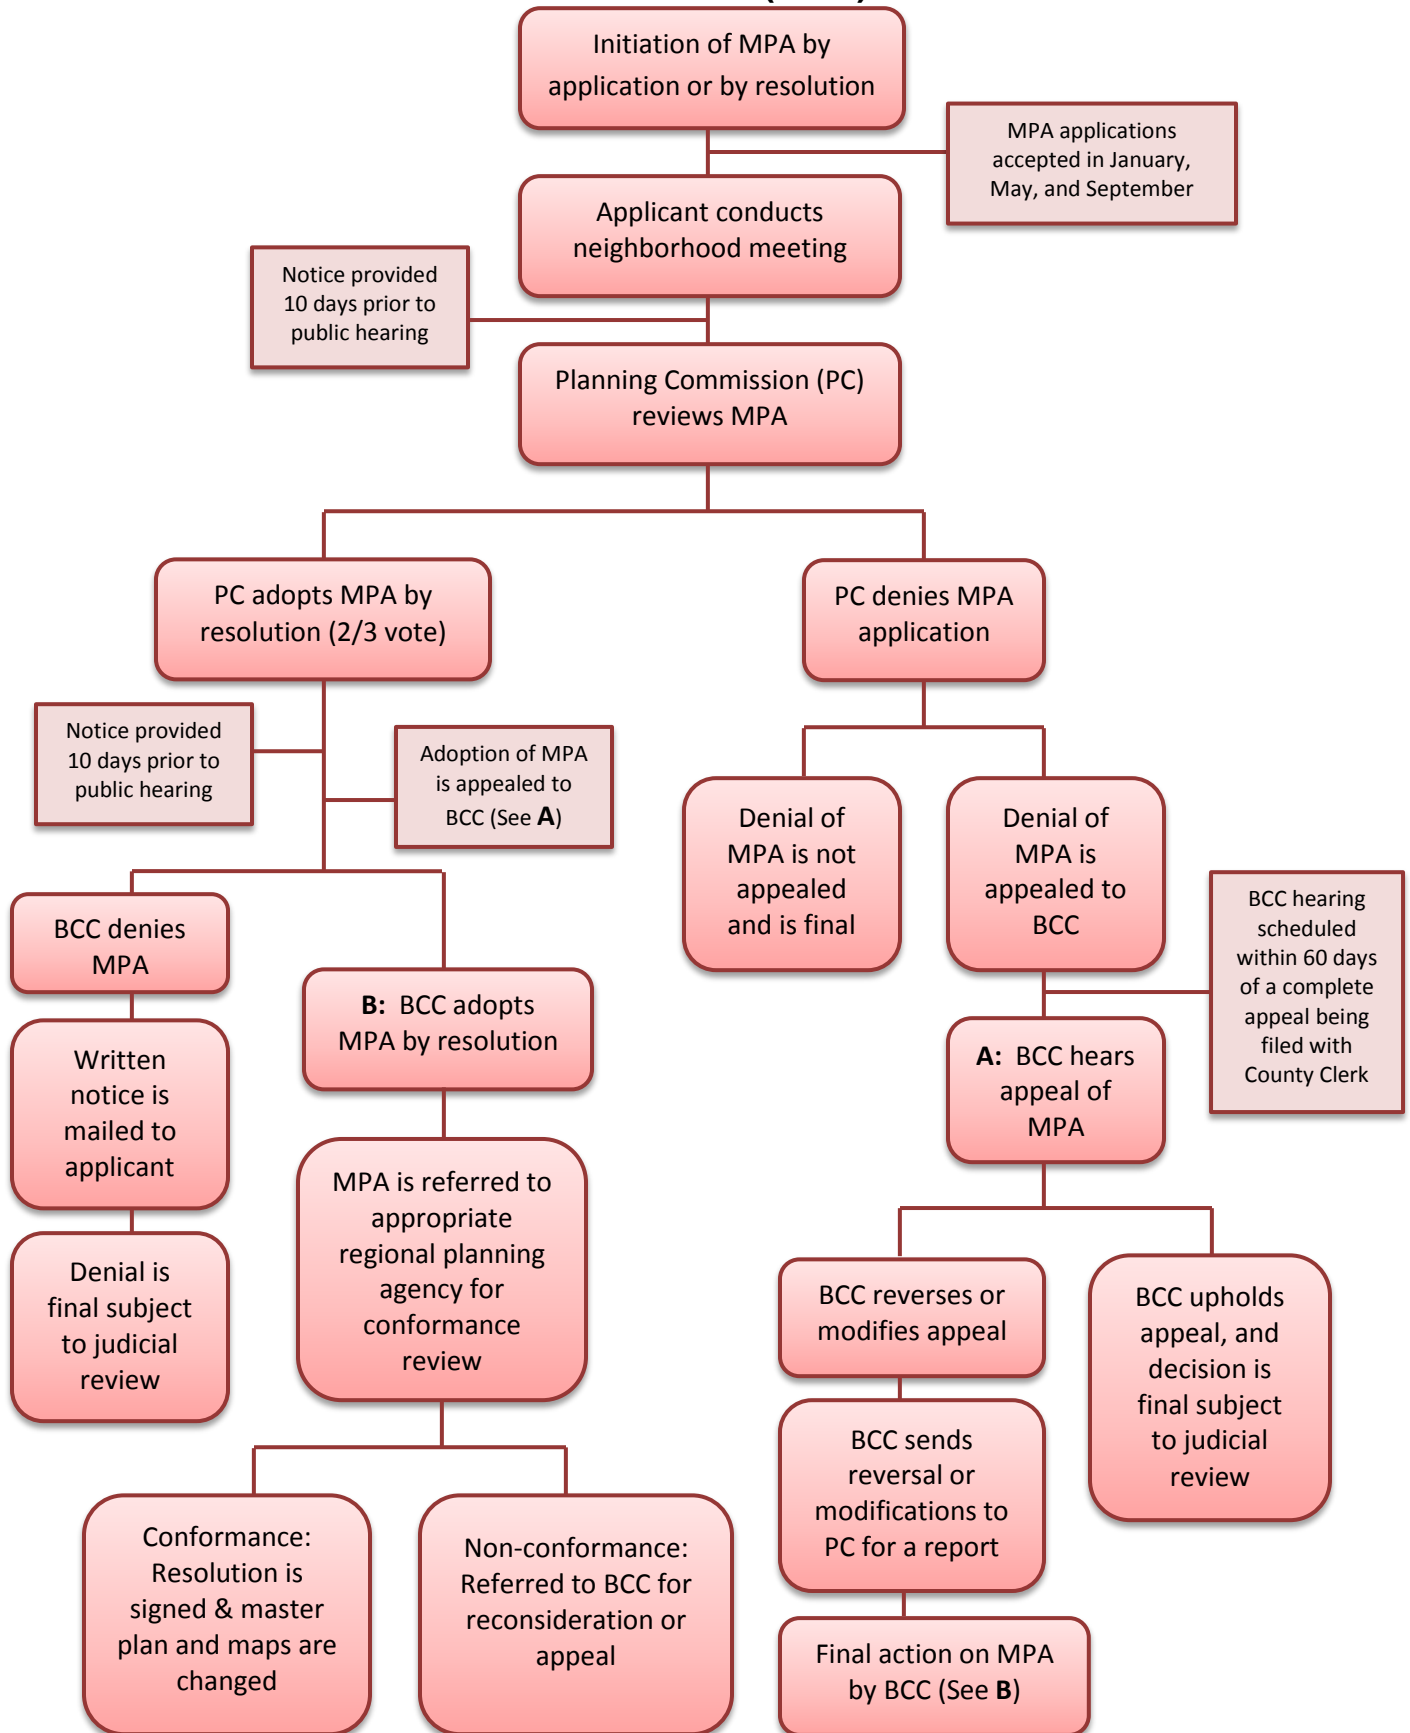 Initiation of MPA by
application or by resolution
MPA applications
accepted in January,
May, and September
Applicant conducts
neighborhood meeting
Notice provided
10 days prior to
public hearing
Planning Commission (PC)
reviews MPA
PC adopts MPA by
resolution (2/3 vote)
PC denies MPA
application
Notice provided
10 days prior to
public hearing
Adoption of MPA
is appealed to
BCC (See A)
Denial of
MPA is not
appealed
and is final
Denial of
MPA is
appealed to
BCC
BCC hearing
scheduled
within 60 days
of a complete
appeal being
filed with
County Clerk
BCC denies
MPA
B: BCC adopts
MPA by resolution
A: BCC hears
appeal of
MPA
Written
notice is
mailed to
applicant
MPA is referred to
appropriate
regional planning
agency for
conformance
review
Denial is
final subject
to judicial
review
BCC reverses or
modifies appeal
BCC upholds
appeal, and
decision is
final subject
to judicial
review
BCC sends
reversal or
modifications to
PC for a report
Conformance:
Resolution is
signed & master
plan and maps are
changed
Non-conformance:
Referred to BCC for
reconsideration or
appeal
Final action on MPA
by BCC (See B)